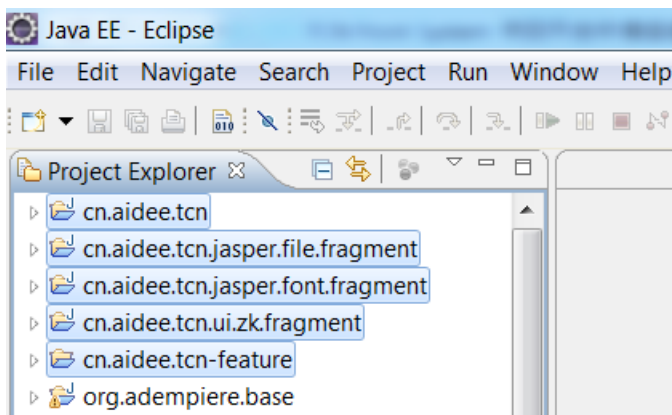 Java EE - Eclipse
File Edit Navigate Search Project Run Window Help
010
Project Explorer
cn.aidee.tcn
cn.aidee.tcn.jasper.file.fragment
cn.aidee.tcn.jasper.font.fragment
cn.aidee.tcn.ui.zk.fragment
cn.aidee.tcn-feature
org.adempiere.base